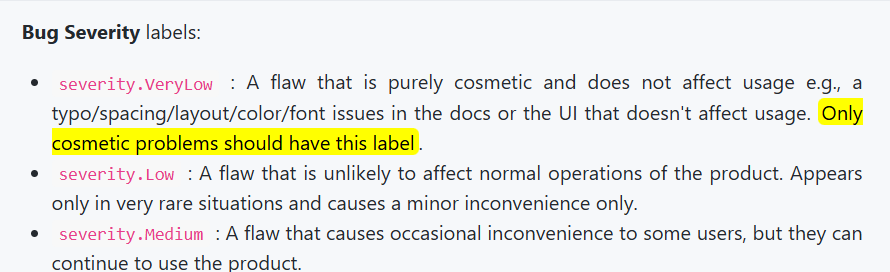 Bug Severity labels:
severity.VeryLow : A flaw that is purely cosmetic and does not affect usage e.g., a
typo/spacing/layout/color/font issues in the docs or the UI that doesn't affect usage. Only
cosmetic problems should have this label.
severity.Low : A flaw that is unlikely to affect normal operations of the product. Appears
only in very rare situations and causes a minor inconvenience only.
severity.Medium : A flaw that causes occasional inconvenience to some users, but they can
continue to use the product.